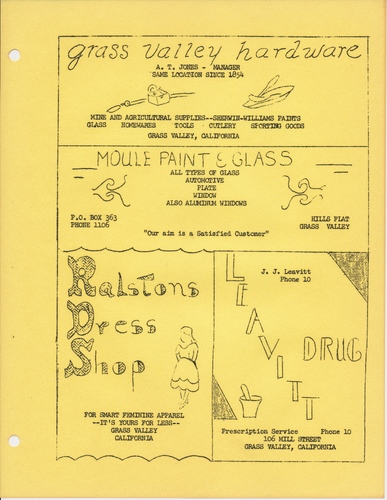 grass valley hardware
A. T. JONES - MANAGER
SAME LOCATION SINCE 1854
MINE AND AGRICULTURAL SUPPLIES--SHERWIN-WILLIAMS PAINTS
GLASS HOMEWARES TOOLS CUTLERY SPORTING GOODS
GRASS VALLEY, CALIFORNIA
MOULE PAINT & GLASS
ALL TYPES OF GLASS
AUTOMOTIVE
PLATE
WINDOW
ALSO ALUMINUM WINDOWS
P.O. BOX 363
PHONE 1106
HILLS FLAT
GRASS VALLEY
"Our aim is a Satisfied Customer"
Ralstons
Dress
Shop
FOR SMART FEMININE APPAREL
--IT'S YOURS FOR LESS--
GRASS VALLEY
CALIFORNIA
J. J. Leavitt
Phone 10
LEAVITT DRUG
Prescription Service Phone 10
106 MILL STREET
GRASS VALLEY, CALIFORNIA